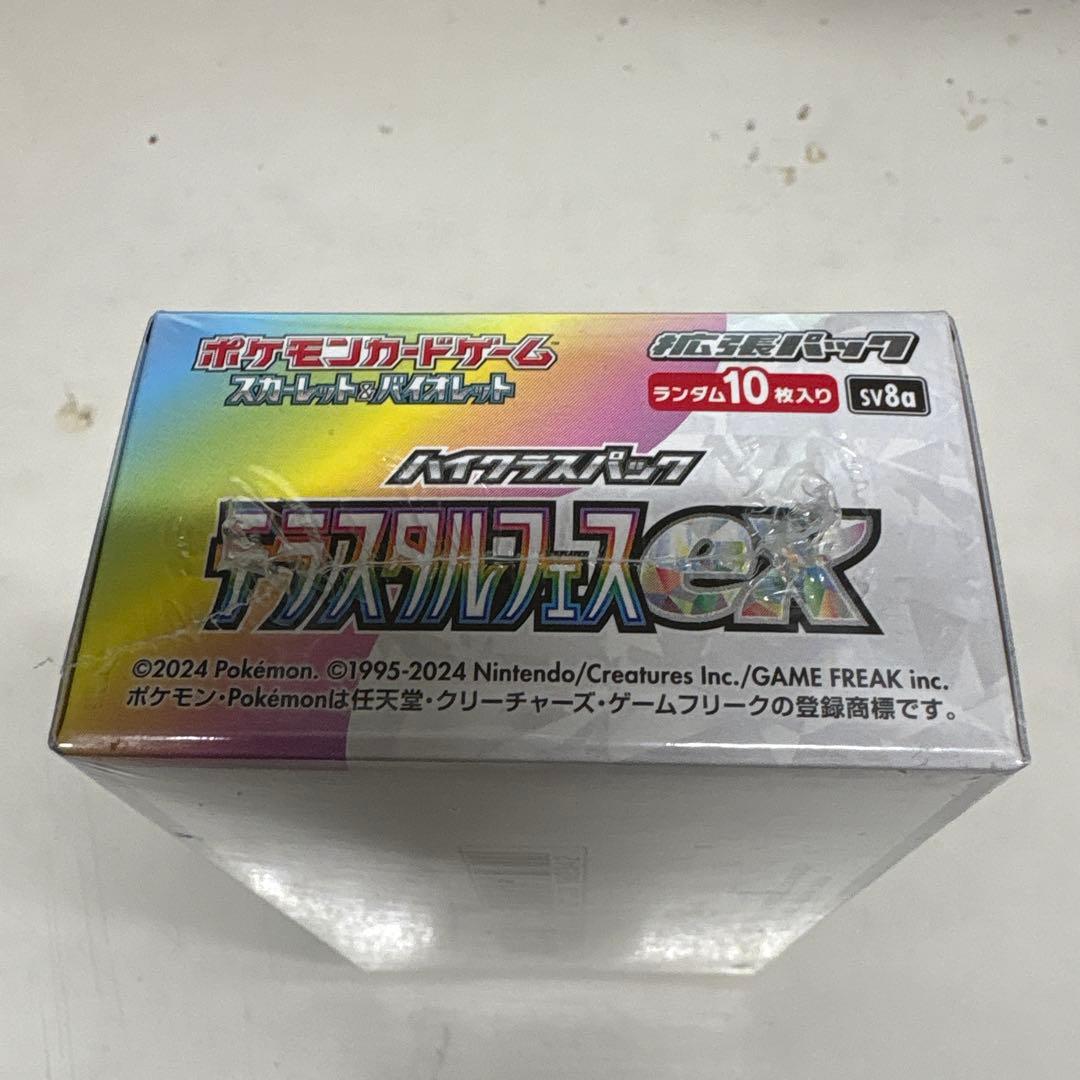 ポケモンカードゲーム™
スカーレット&バイオレット
拡張パック
ランダム10枚入り
SV8a
ハイクラスパック
テラスタルフェスex
©2024 Pokémon. ©1995-2024 Nintendo/Creatures Inc./GAME FREAK inc.
ポケモン・Pokémonは任天堂・クリーチャーズ・ゲームフリークの登録商標です。